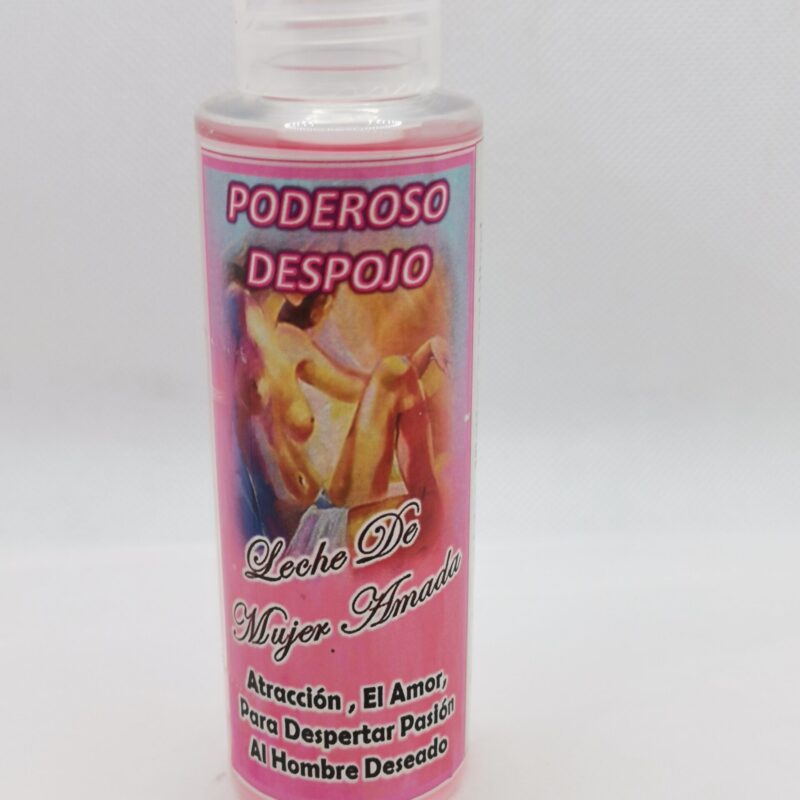 PODEROSO
DESPOJO
Leche De
Mujer Amada
Atracción , El Amor,
Para Despertar Pasión
Al Hombre Deseado